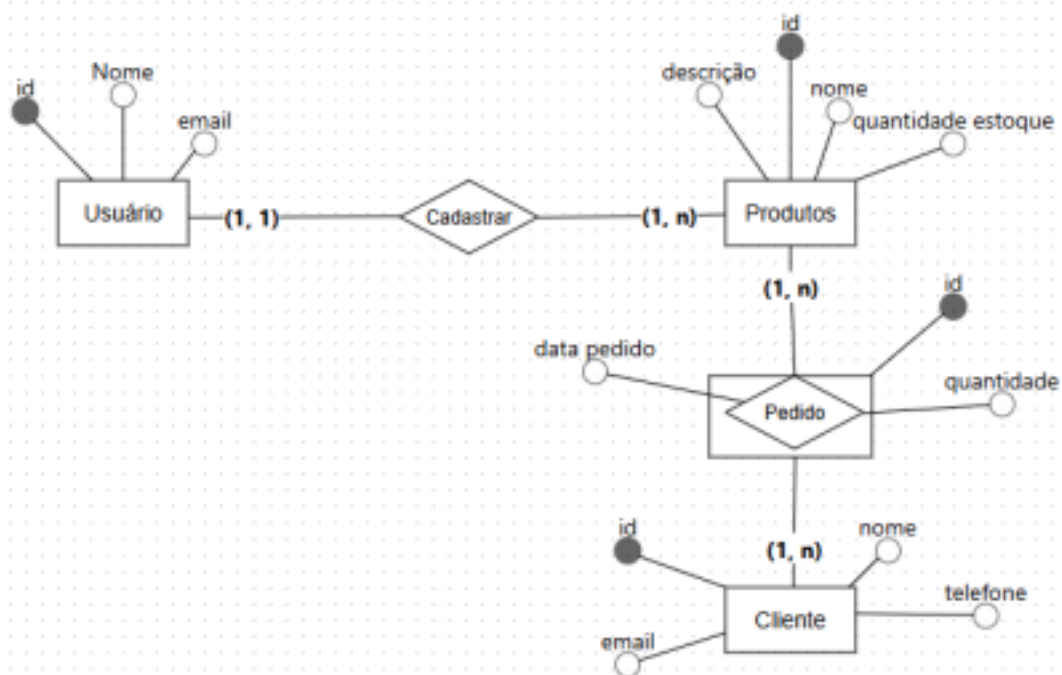 id
Nome
email
Usuário
(1, 1)
Cadastrar
(1, n)
id
descrição
nome
quantidade estoque
Produtos
(1, n)
id
data pedido
quantidade
Pedido
(1, n)
id
nome
telefone
email
Cliente